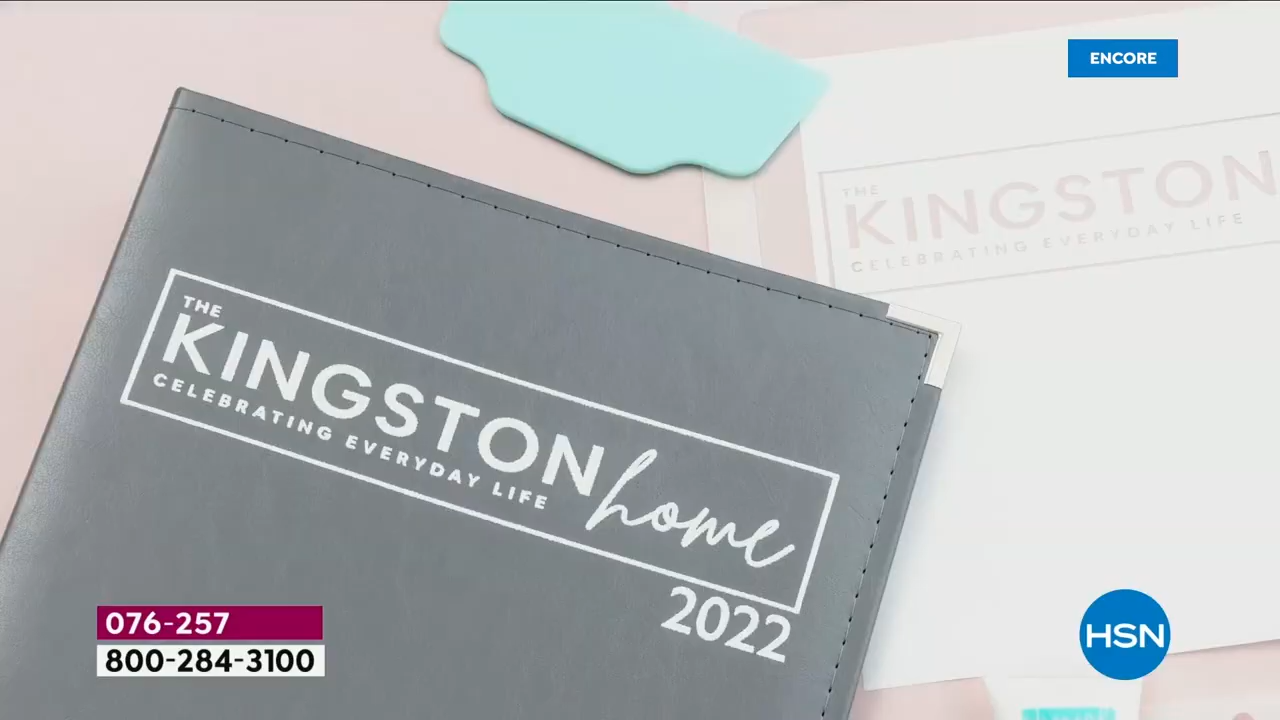 ENCORE
THE
KINGSTON
CELEBRATING EVERYDAY LIFE
THE
KINGSTON home
CELEBRATING EVERYDAY LIFE
2022
076-257
800-284-3100
HSN